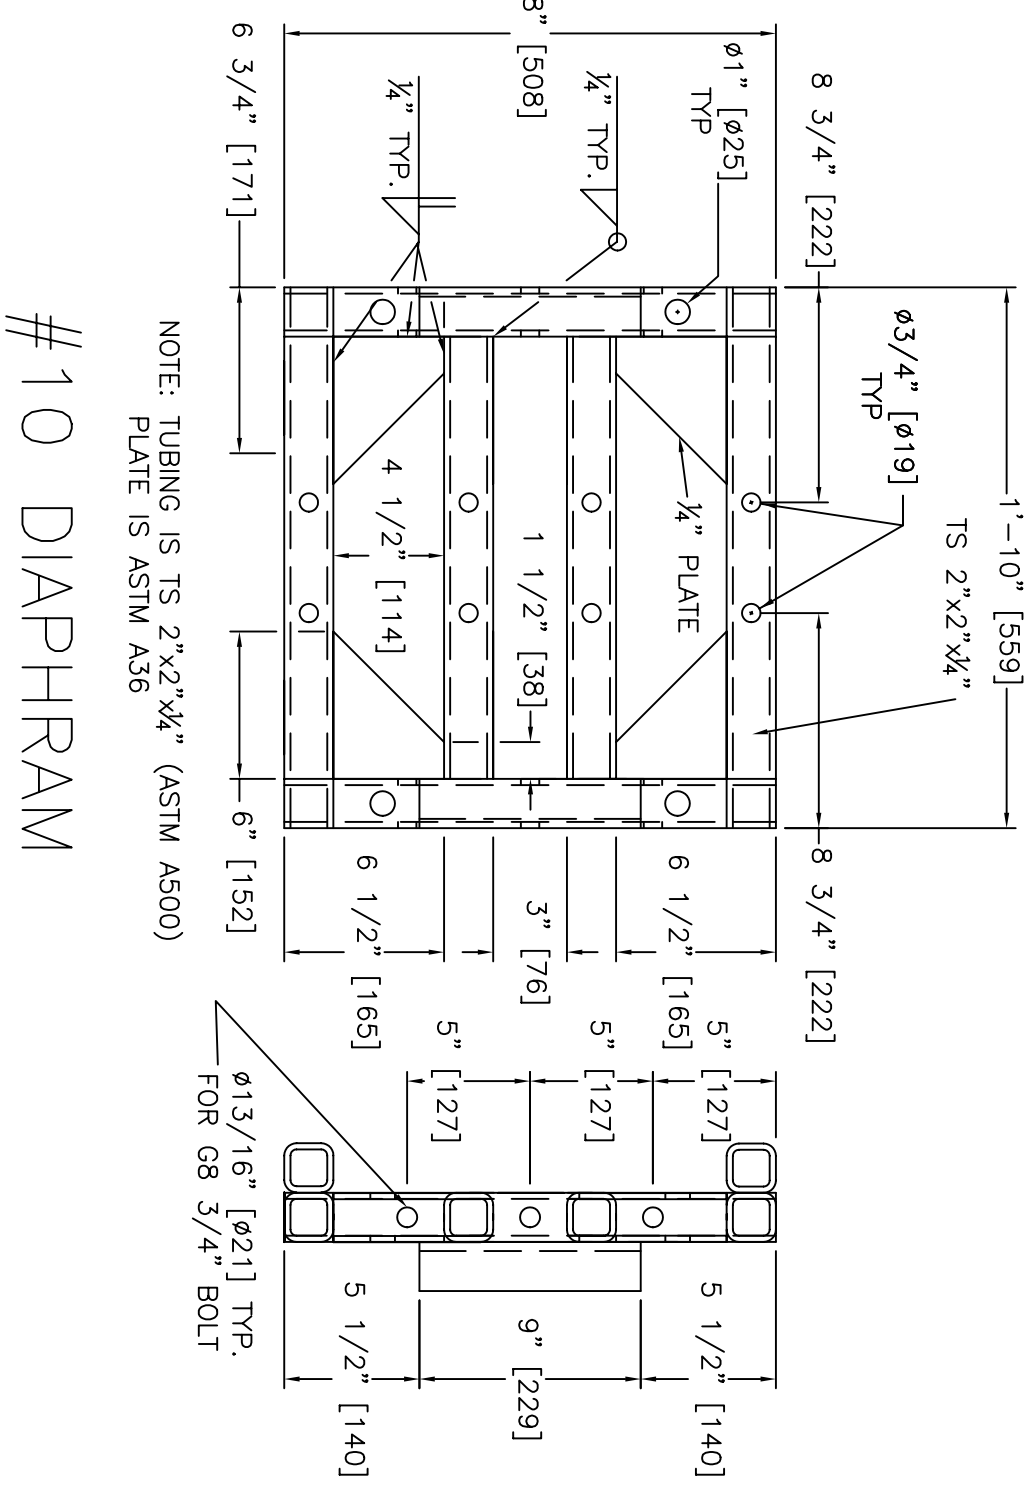 1'-10" [559]
TS 2"x2"x¼"
8 3/4" [222]
ø3/4" [ø19]
TYP
8 3/4" [222]
ø1" [ø25]
TYP
¼" TYP.
¼" TYP.
8" [508]
¼" PLATE
1 1/2" [38]
4 1/2" [114]
6 1/2" [165]
3" [76]
6 1/2" [165]
6 3/4" [171]
6" [152]
5" [127]
5" [127]
5" [127]
ø13/16" [ø21] TYP.
FOR G8 3/4" BOLT
5 1/2" [140]
9" [229]
5 1/2" [140]
NOTE: TUBING IS TS 2"x2"x¼" (ASTM A500)
PLATE IS ASTM A36
#10 DIAPHRAM